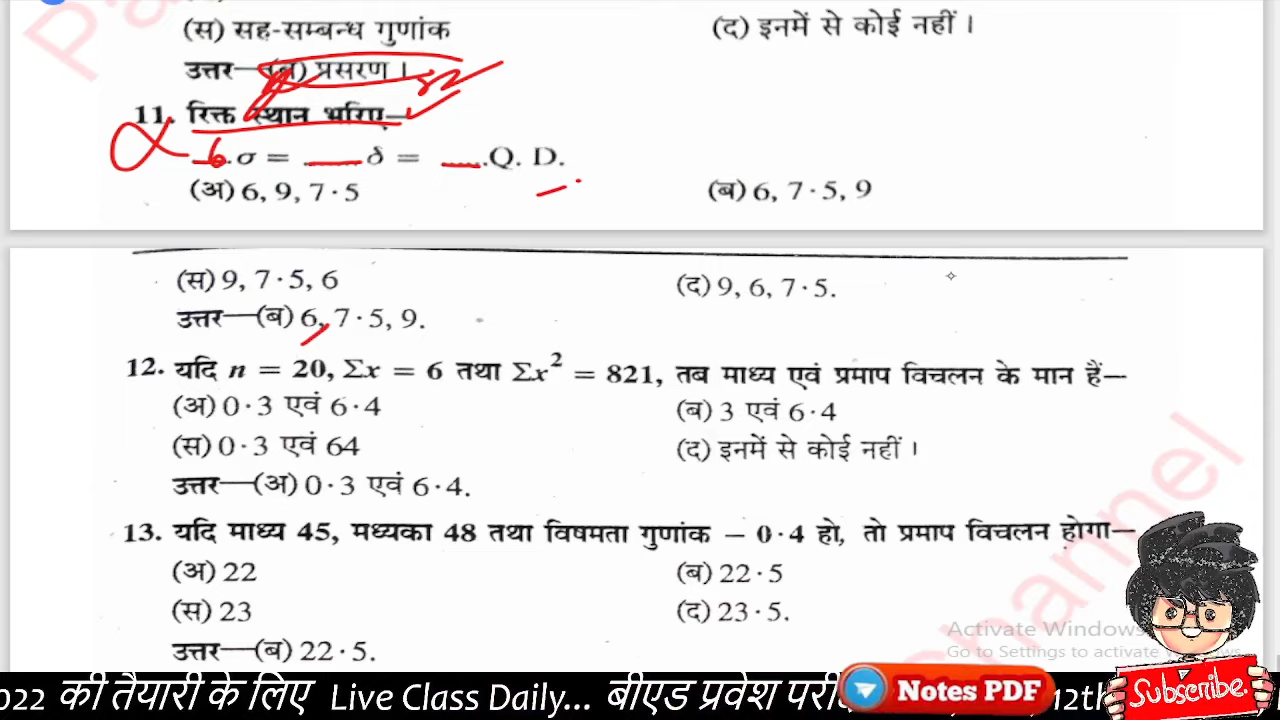 (स) सह-सम्बन्ध गुणांक (द) इनमें से कोई नहीं ।
उत्तर—(ब) प्रसरण ।
11. रिक्त स्थान भरिए—
6 σ = ...... δ = ......Q. D.
(अ) 6, 9, 7·5 (ब) 6, 7·5, 9
(स) 9, 7·5, 6 (द) 9, 6, 7·5.
उत्तर—(ब) 6, 7·5, 9.
12. यदि n = 20, Σx = 6 तथा Σx² = 821, तब माध्य एवं प्रमाप विचलन के मान हैं—
(अ) 0·3 एवं 6·4 (ब) 3 एवं 6·4
(स) 0·3 एवं 64 (द) इनमें से कोई नहीं ।
उत्तर—(अ) 0·3 एवं 6·4.
13. यदि माध्य 45, मध्यका 48 तथा विषमता गुणांक – 0·4 हो, तो प्रमाप विचलन होगा—
(अ) 22 (ब) 22·5
(स) 23 (द) 23·5.
उत्तर—(ब) 22·5.
Activate Windows
Go to Settings to activate Windows.
2022 की तैयारी के लिए Live Class Daily... बीएड प्रवेश
Notes PDF
12th
Subscribe